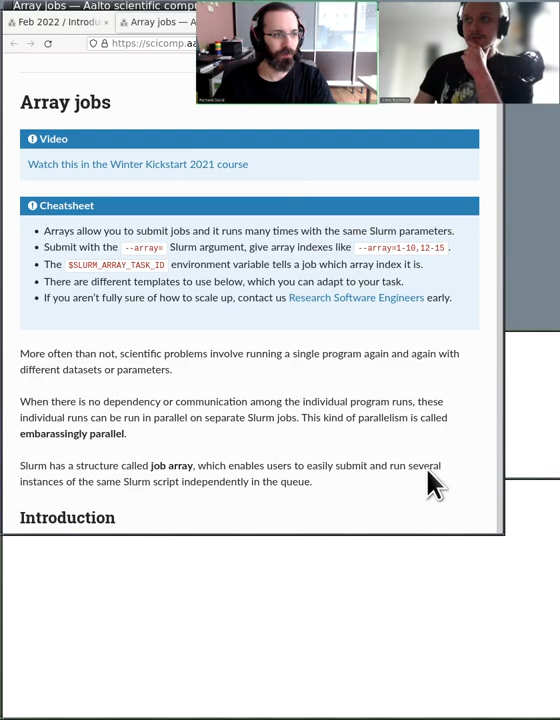 Array jobs — Aalto scientific comp
Feb 2022 / Introdu × Array jobs — A
https://scicomp.aa
Array jobs
Video
Watch this in the Winter Kickstart 2021 course
Cheatsheet
• Arrays allow you to submit jobs and it runs many times with the same Slurm parameters.
• Submit with the --array= Slurm argument, give array indexes like --array=1-10,12-15 .
• The $SLURM_ARRAY_TASK_ID environment variable tells a job which array index it is.
• There are different templates to use below, which you can adapt to your task.
• If you aren’t fully sure of how to scale up, contact us Research Software Engineers early.
More often than not, scientific problems involve running a single program again and again with
different datasets or parameters.
When there is no dependency or communication among the individual program runs, these
individual runs can be run in parallel on separate Slurm jobs. This kind of parallelism is called
embarassingly parallel.
Slurm has a structure called job array, which enables users to easily submit and run several
instances of the same Slurm script independently in the queue.
Introduction